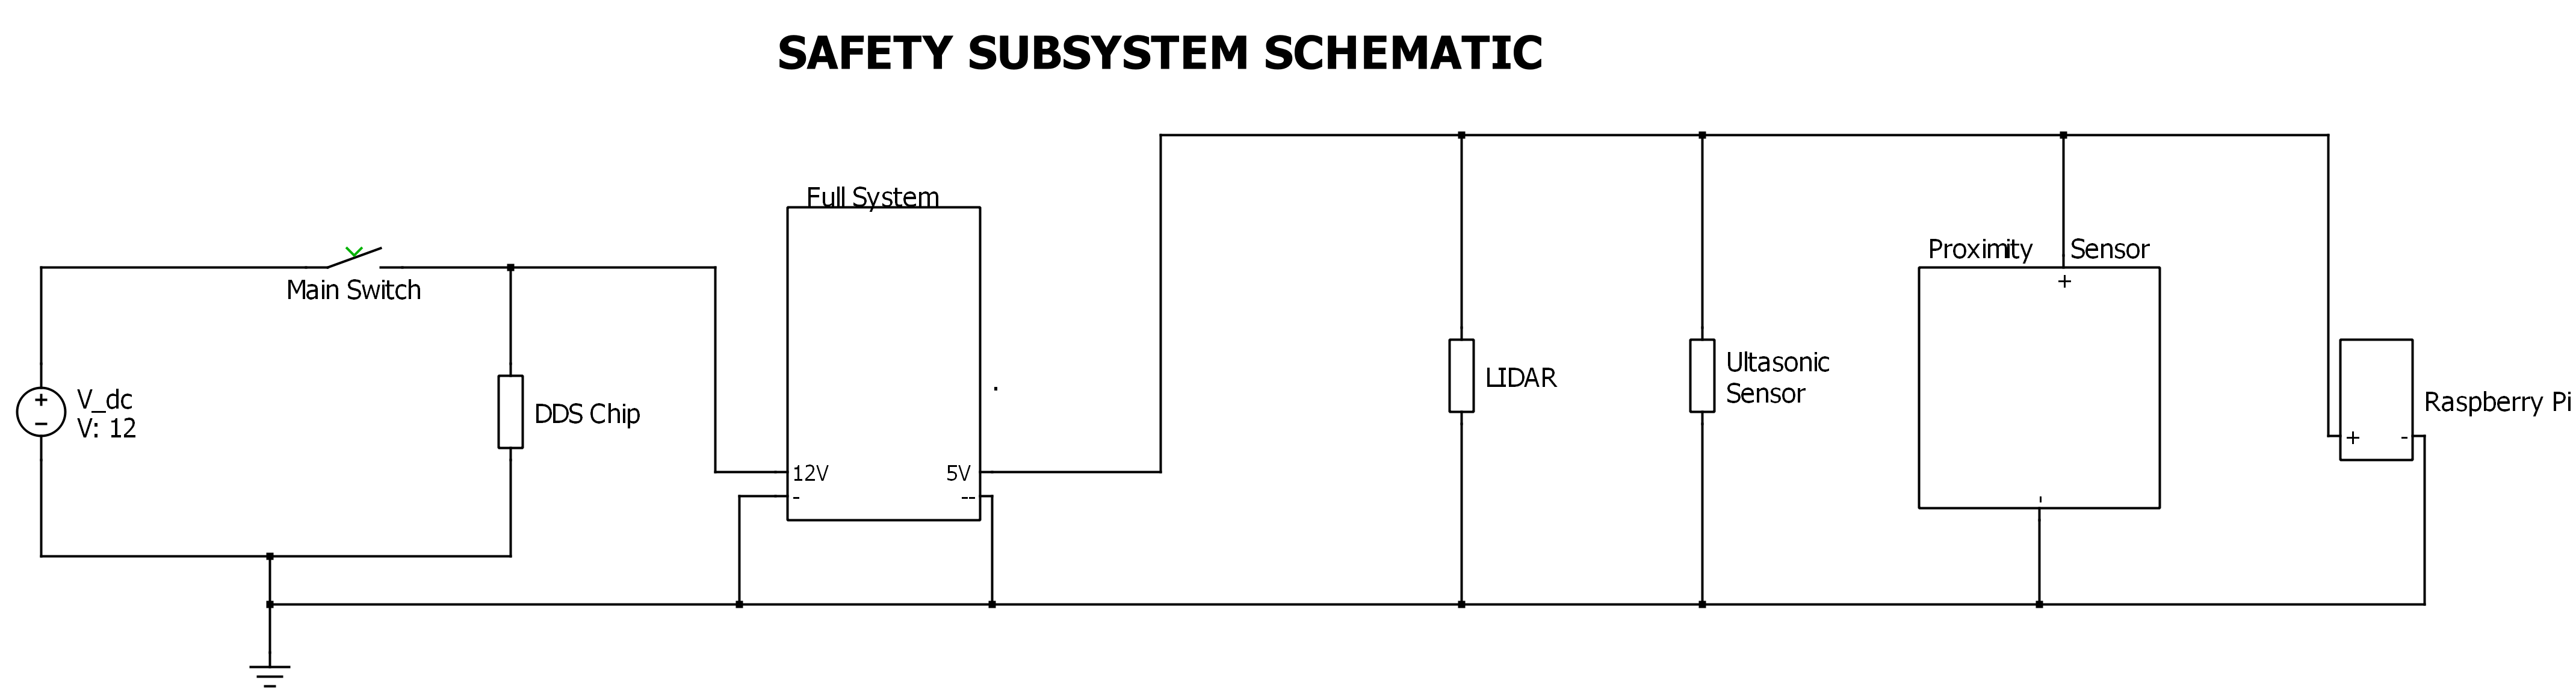 SAFETY SUBSYSTEM SCHEMATIC
Full System
Main Switch
V_dc
V: 12
+
-
DDS Chip
12V
-
5V
--
.
LIDAR
Ultasonic
Sensor
Proximity Sensor
+
-
+ -
Raspberry Pi